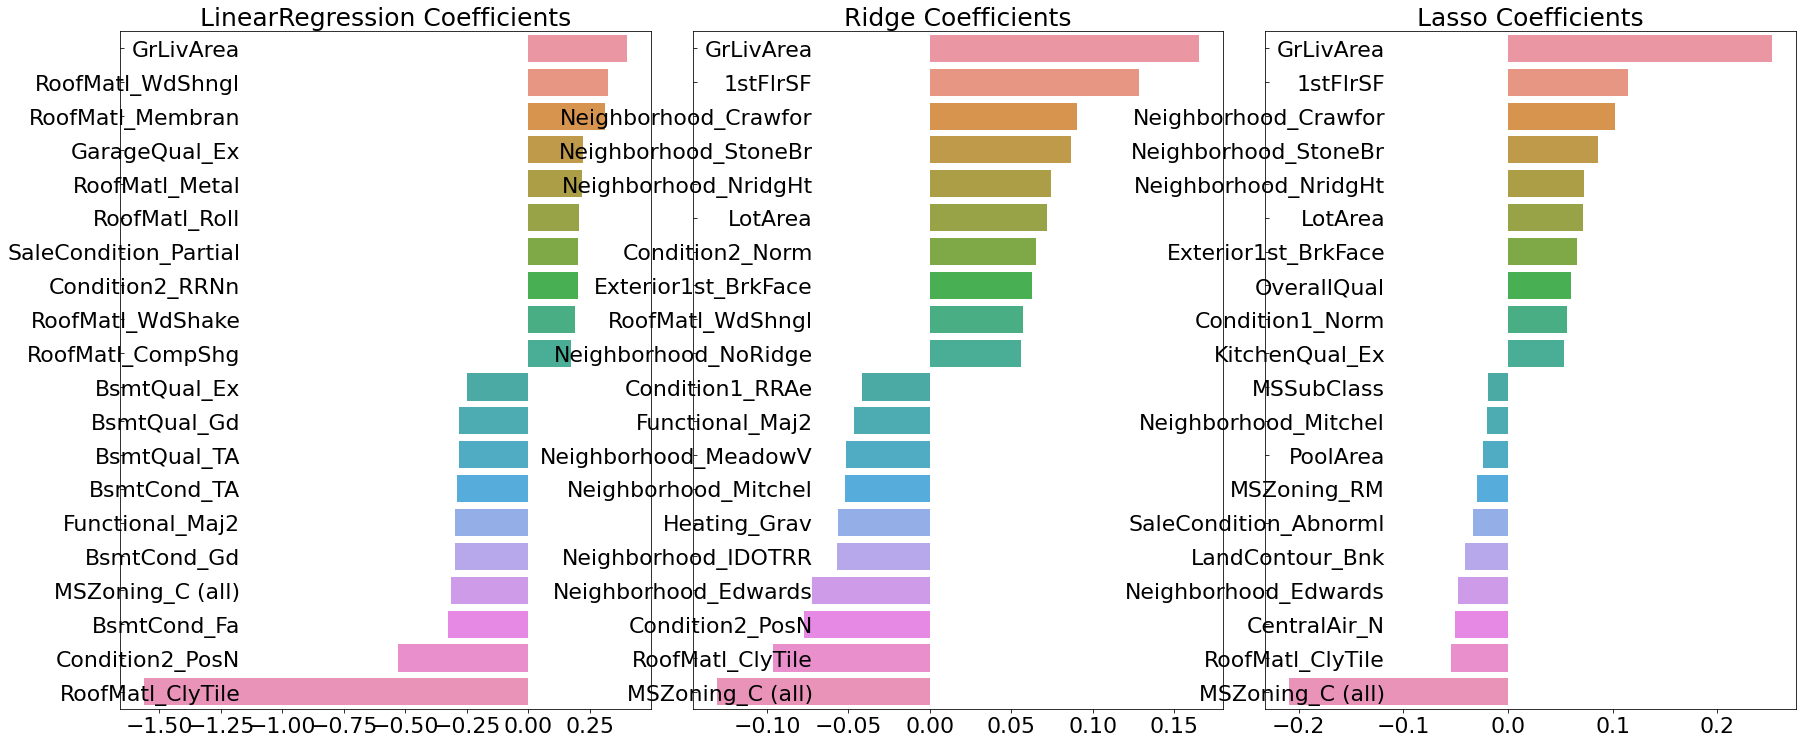 LinearRegression Coefficients
GrLivArea
RoofMatl_WdShngl
RoofMatl_Membran
GarageQual_Ex
RoofMatl_Metal
RoofMatl_Roll
SaleCondition_Partial
Condition2_RRNn
RoofMatl_WdShake
RoofMatl_CompShg
BsmtQual_Ex
BsmtQual_Gd
BsmtQual_TA
BsmtCond_TA
Functional_Maj2
BsmtCond_Gd
MSZoning_C (all)
BsmtCond_Fa
Condition2_PosN
RoofMatl_ClyTile
−1.50 −1.25 −1.00 −0.75 −0.50 −0.25 0.00 0.25
Ridge Coefficients
GrLivArea
1stFlrSF
Neighborhood_Crawfor
Neighborhood_StoneBr
Neighborhood_NridgHt
LotArea
Condition2_Norm
Exterior1st_BrkFace
RoofMatl_WdShngl
Neighborhood_NoRidge
Condition1_RRAe
Functional_Maj2
Neighborhood_MeadowV
Neighborhood_Mitchel
Heating_Grav
Neighborhood_IDOTRR
Neighborhood_Edwards
Condition2_PosN
RoofMatl_ClyTile
MSZoning_C (all)
−0.10 −0.05 0.00 0.05 0.10 0.15
Lasso Coefficients
GrLivArea
1stFlrSF
Neighborhood_Crawfor
Neighborhood_StoneBr
Neighborhood_NridgHt
LotArea
Exterior1st_BrkFace
OverallQual
Condition1_Norm
KitchenQual_Ex
MSSubClass
Neighborhood_Mitchel
PoolArea
MSZoning_RM
SaleCondition_Abnorml
LandContour_Bnk
Neighborhood_Edwards
CentralAir_N
RoofMatl_ClyTile
MSZoning_C (all)
−0.2 −0.1 0.0 0.1 0.2